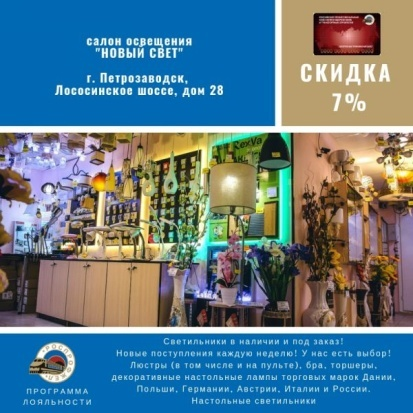 салон освещения
"НОВЫЙ СВЕТ"
г. Петрозаводск,
Лососинское шоссе, дом 28
СКИДКА
7%
Светильники в наличии и под заказ!
Новые поступления каждую неделю! У нас есть выбор!
Люстры (в том числе и на пульте), бра, торшеры,
декоративные настольные лампы торговых марок Дании,
Польши, Германии, Австрии, Италии и России.
Настольные светильники
ПРОГРАММА
ЛОЯЛЬНОСТИ